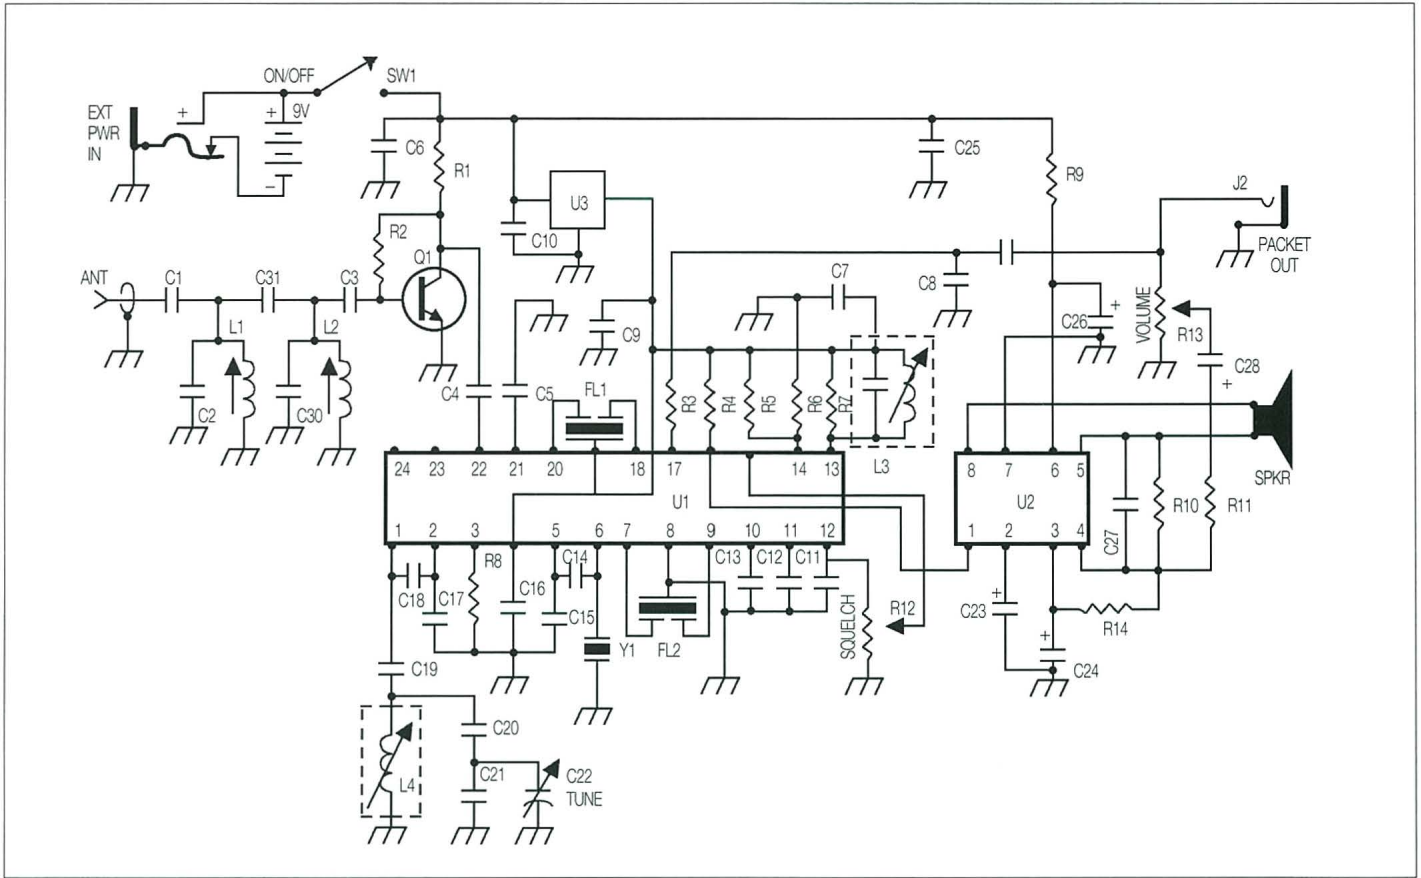 ON/OFF
SW1
EXT
PWR
IN
+
+
9V
−
C6
R1
C25
R9
J2
PACKET
OUT
U3
R2
C10
Q1
ANT
C1
C31
C3
L1
L2
C7
C8
C9
C26
+
VOLUME
R13
C28
+
C2
C30
C4
C5
FL1
R3
R4
R5
R6
R7
L3
SPKR
24
23
22
21
20
18
17
14
13
U1
1
2
3
5
6
7
8
9
10
11
12
8
7
6
5
U2
1
2
3
4
C27
R10
R11
R8
C18
C17
C16
C14
C15
C13
C12
C11
Y1
FL2
SQUELCH
R12
C23
+
R14
+
C24
C19
C20
L4
C21
C22
TUNE